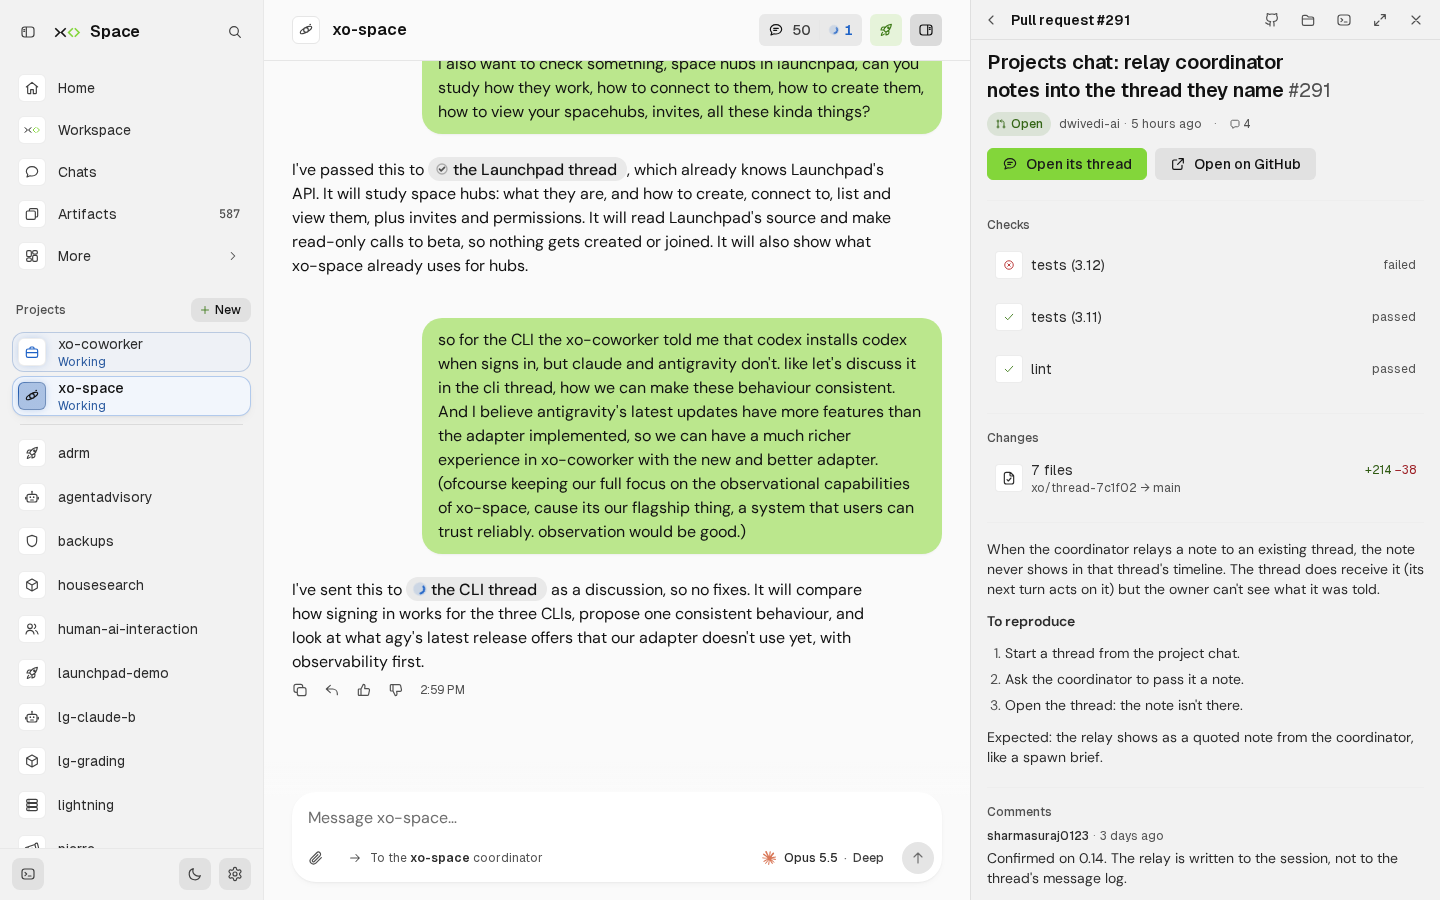 Space
Home
Workspace
Chats
Artifacts 587
More
Projects
+ New
xo-coworker
Working
xo-space
Working
adrm
agentadvisory
backups
housesearch
human-ai-interaction
launchpad-demo
lg-claude-b
lg-grading
lightning
xo-space
50
1
I also want to check something, space hubs in launchpad, can you
study how they work, how to connect to them, how to create them,
how to view your spacehubs, invites, all these kinda things?
I've passed this to the Launchpad thread, which already knows Launchpad's
API. It will study space hubs: what they are, and how to create, connect to, list and
view them, plus invites and permissions. It will read Launchpad's source and make
read-only calls to beta, so nothing gets created or joined. It will also show what
xo-space already uses for hubs.
so for the CLI the xo-coworker told me that codex installs codex
when signs in, but claude and antigravity don't. like let's discuss it
in the cli thread, how we can make these behaviour consistent.
And I believe antigravity's latest updates have more features than
the adapter implemented, so we can have a much richer
experience in xo-coworker with the new and better adapter.
(ofcourse keeping our full focus on the observational capabilities
of xo-space, cause its our flagship thing, a system that users can
trust reliably. observation would be good.)
I've sent this to the CLI thread as a discussion, so no fixes. It will compare
how signing in works for the three CLIs, propose one consistent behaviour, and
look at what agy's latest release offers that our adapter doesn't use yet, with
observability first.
2:59 PM
Message xo-space...
→ To the xo-space coordinator
Opus 5.5 · Deep
Pull request #291
Projects chat: relay coordinator
notes into the thread they name #291
Open dwivedi-ai · 5 hours ago · 4
Open its thread
Open on GitHub
Checks
tests (3.12) failed
tests (3.11) passed
lint passed
Changes
7 files +214 −38
xo/thread-7c1f02 → main
When the coordinator relays a note to an existing thread, the note
never shows in that thread's timeline. The thread does receive it (its
next turn acts on it) but the owner can't see what it was told.
To reproduce
1. Start a thread from the project chat.
2. Ask the coordinator to pass it a note.
3. Open the thread: the note isn't there.
Expected: the relay shows as a quoted note from the coordinator,
like a spawn brief.
Comments
sharmasuraj0123 · 3 days ago
Confirmed on 0.14. The relay is written to the session, not to the
thread's message log.